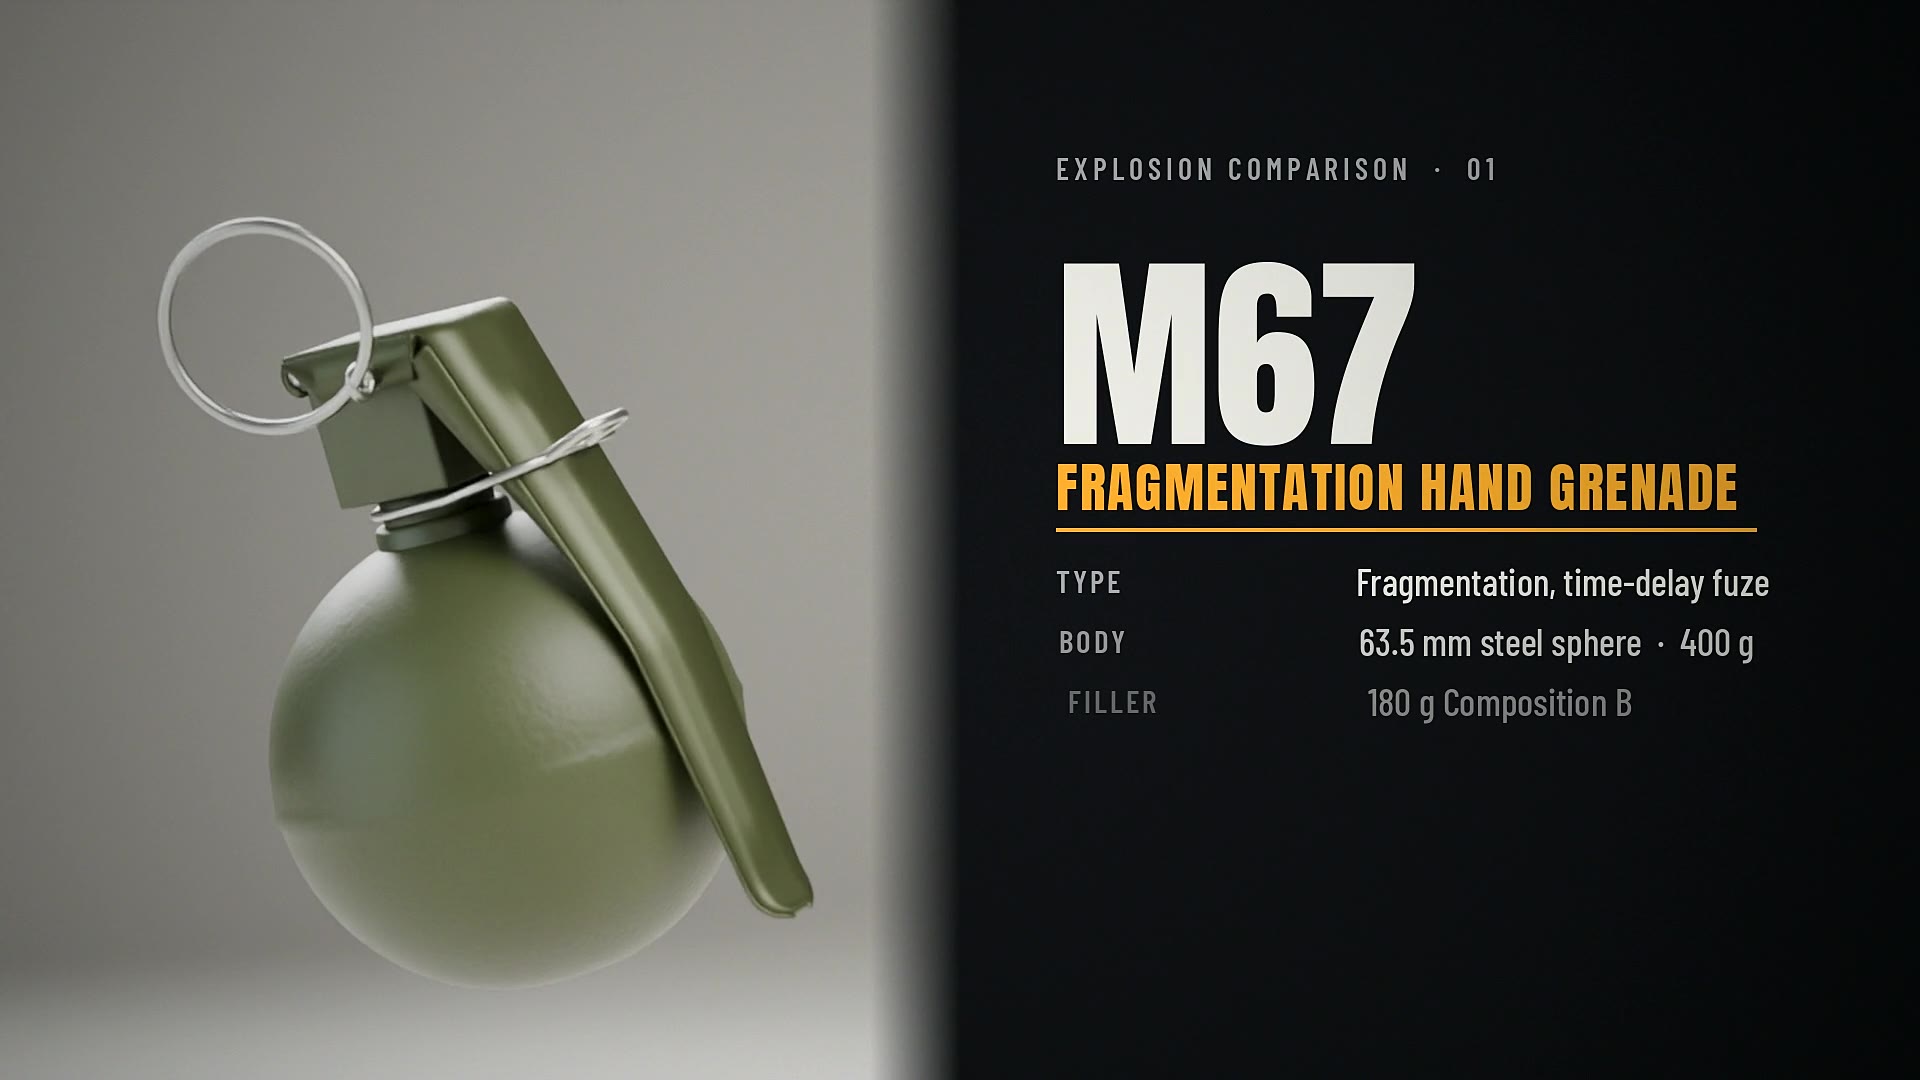 EXPLOSION COMPARISON · 01
M67
FRAGMENTATION HAND GRENADE
TYPE Fragmentation, time-delay fuze
BODY 63.5 mm steel sphere · 400 g
FILLER 180 g Composition B